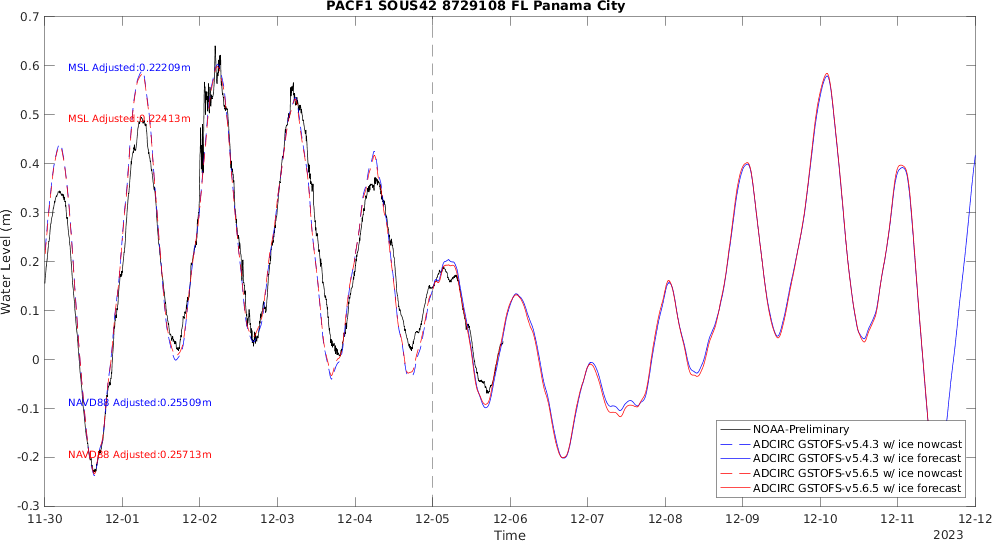 PACF1 SOUS42 8729108 FL Panama City
0.7
0.6
0.5
0.4
0.3
0.2
0.1
0
-0.1
-0.2
-0.3
Water Level (m)
MSL Adjusted:0.22209m
MSL Adjusted:0.22413m
NAVD88 Adjusted:0.25509m
NAVD88 Adjusted:0.25713m
NOAA-Preliminary
ADCIRC GSTOFS-v5.4.3 w/ ice nowcast
ADCIRC GSTOFS-v5.4.3 w/ ice forecast
ADCIRC GSTOFS-v5.6.5 w/ ice nowcast
ADCIRC GSTOFS-v5.6.5 w/ ice forecast
11-30 12-01 12-02 12-03 12-04 12-05 12-06 12-07 12-08 12-09 12-10 12-11 12-12
Time
2023